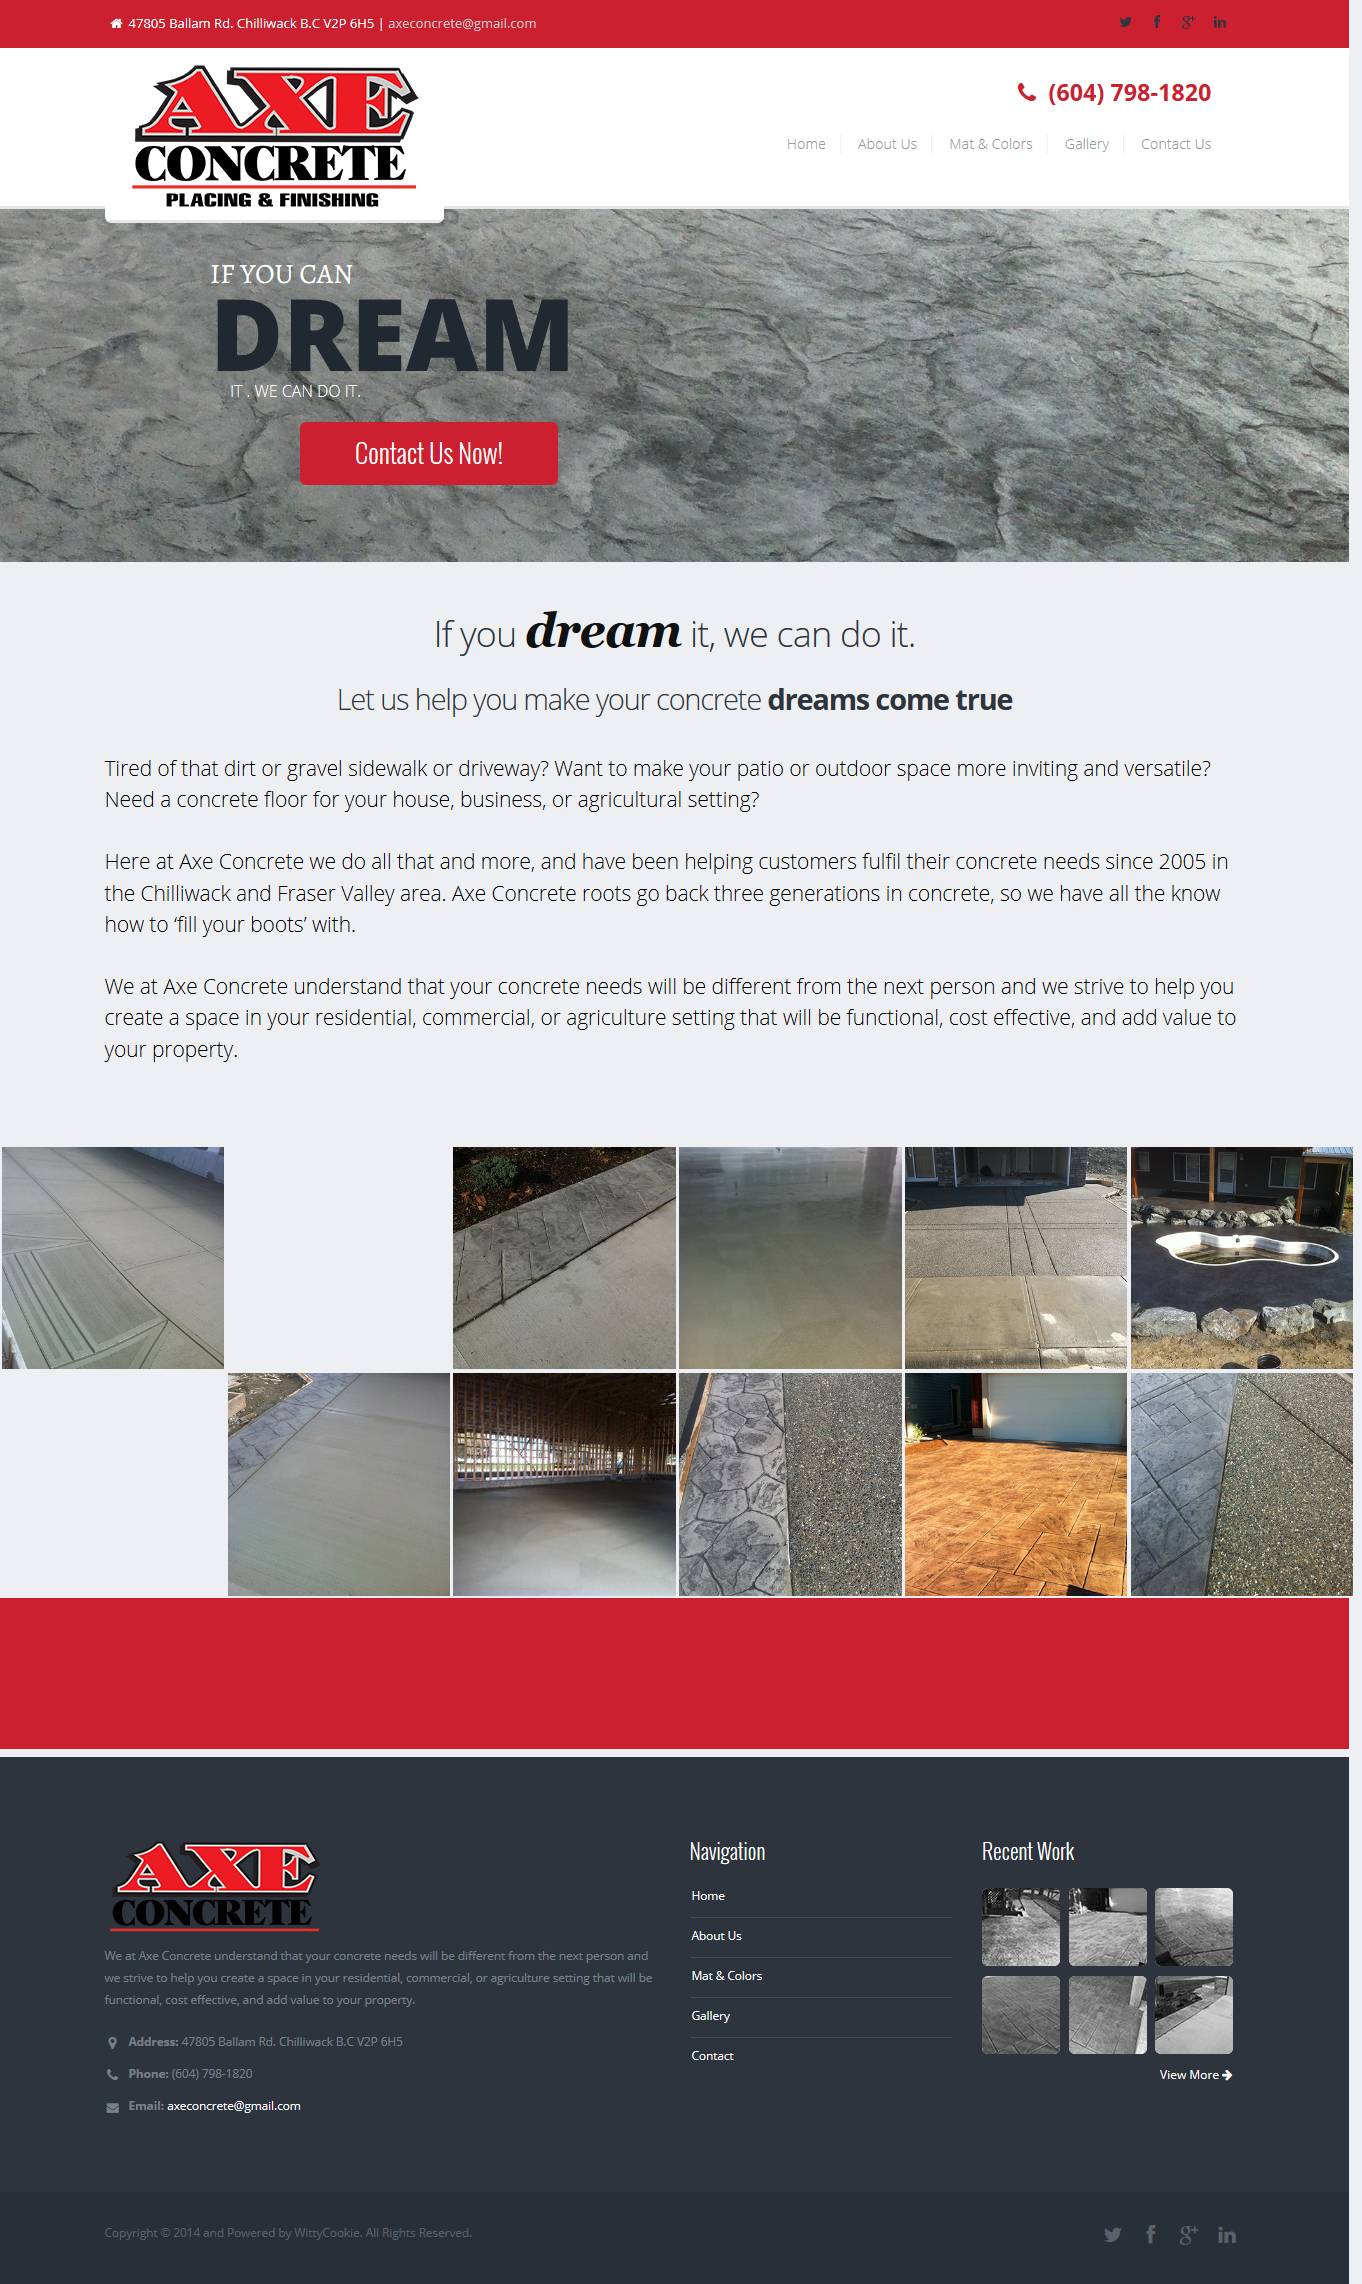 47805 Ballam Rd. Chilliwack B.C V2P 6H5 | axeconcrete@gmail.com
AXE
CONCRETE
PLACING & FINISHING
(604) 798-1820
Home About Us Mat & Colors Gallery Contact Us
IF YOU CAN
DREAM
IT . WE CAN DO IT.
Contact Us Now!
If you dream it, we can do it.
Let us help you make your concrete dreams come true
Tired of that dirt or gravel sidewalk or driveway? Want to make your patio or outdoor space more inviting and versatile?
Need a concrete floor for your house, business, or agricultural setting?
Here at Axe Concrete we do all that and more, and have been helping customers fulfil their concrete needs since 2005 in
the Chilliwack and Fraser Valley area. Axe Concrete roots go back three generations in concrete, so we have all the know
how to ‘fill your boots’ with.
We at Axe Concrete understand that your concrete needs will be different from the next person and we strive to help you
create a space in your residential, commercial, or agriculture setting that will be functional, cost effective, and add value to
your property.
AXE
CONCRETE
We at Axe Concrete understand that your concrete needs will be different from the next person and
we strive to help you create a space in your residential, commercial, or agriculture setting that will be
functional, cost effective, and add value to your property.
Address: 47805 Ballam Rd. Chilliwack B.C V2P 6H5
Phone: (604) 798-1820
Email: axeconcrete@gmail.com
Navigation
Home
About Us
Mat & Colors
Gallery
Contact
Recent Work
View More
Copyright © 2014 and Powered by WittyCookie. All Rights Reserved.